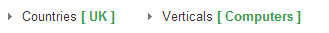 Countries [ UK ] Verticals [ Computers ]